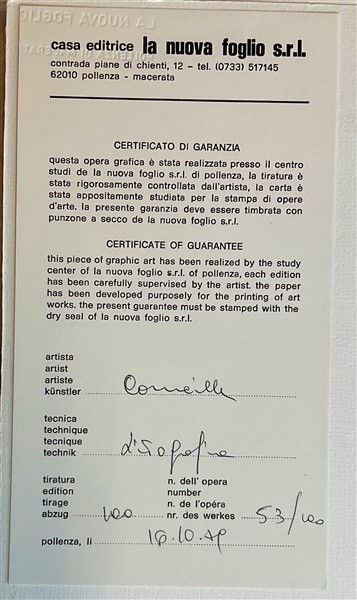 LA NUOVA FOGLIO
casa editrice la nuova foglio s.r.l.
contrada piane di chienti, 12 - tel. (0733) 517145
62010 pollenza - macerata
CERTIFICATO DI GARANZIA
questa opera grafica è stata realizzata presso il centro
studi de la nuova foglio s.r.l. di pollenza, la tiratura è
stata rigorosamente controllata dall'artista, la carta è
stata appositamente studiata per la stampa di opere
d'arte. la presente garanzia deve essere timbrata con
punzone a secco de la nuova foglio s.r.l.
CERTIFICATE OF GUARANTEE
this piece of graphic art has been realized by the study
center of la nuova foglio s.r.l. of pollenza, each edition
has been carefully supervised by the artist. the paper
has been developed purposely for the printing of art
works. the present guarantee must be stamped with the
dry seal of la nuova foglio s.r.l.
artista
artist
artiste
künstler Corneille
tecnica
technique
tecnique
technik
tiratura n. dell'opera
edition number
tirage n. de l'opéra
abzug 100 nr. des werkes 53/100
pollenza, li 16.10.